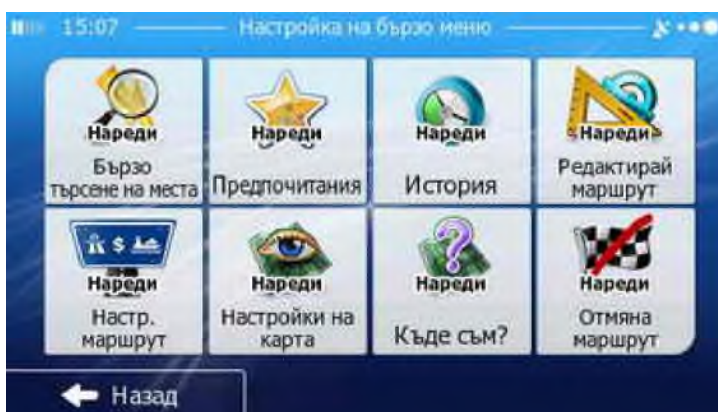 15:07 Настройка на бързо меню
Нареди Нареди Нареди Нареди
Бързо
търсене на места
Предпочитания
История
Редактирай
маршрут
$
Нареди Нареди Нареди Нареди
Настр.
маршрут
Настройки на
карта
Къде съм?
Отмяна
маршрут
Назад